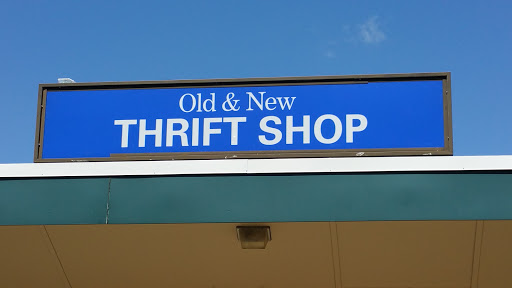 Old & New
THRIFT SHOP